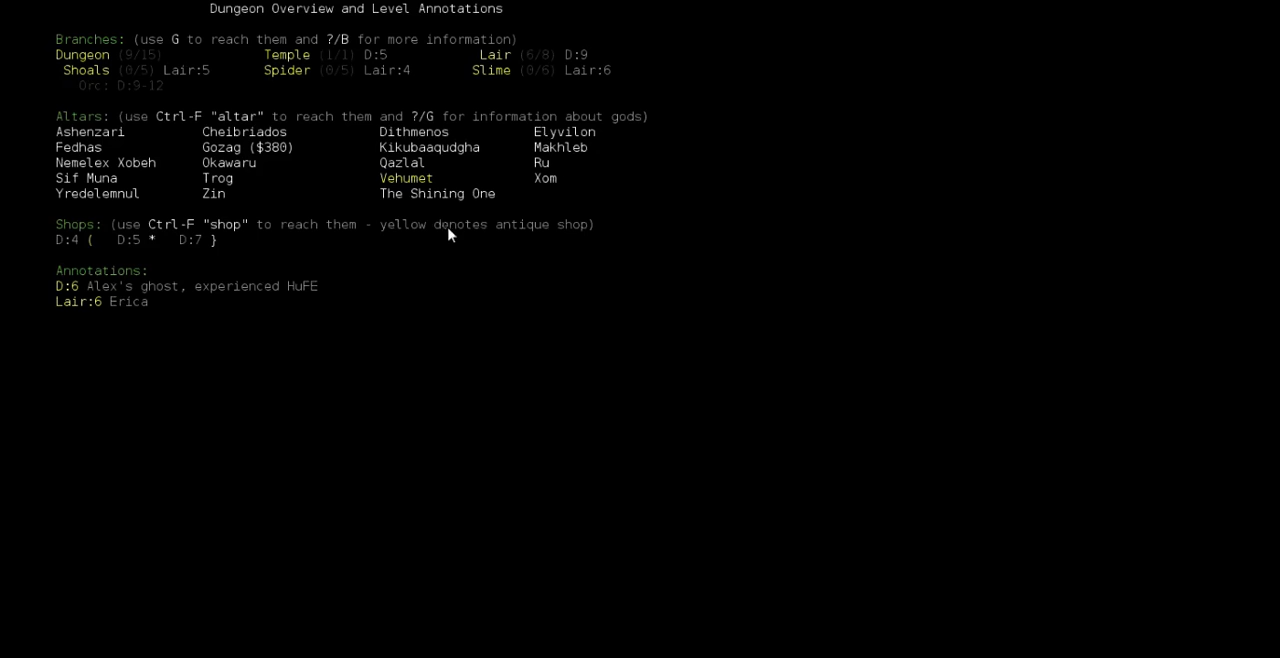 Dungeon Overview and Level Annotations
Branches: (use G to reach them and ?/B for more information)
Dungeon (9/15) Temple (1/1) D:5 Lair (6/8) D:9
Shoals (0/5) Lair:5 Spider (0/5) Lair:4 Slime (0/6) Lair:6
Orc: D:9-12
Altars: (use Ctrl-F "altar" to reach them and ?/G for information about gods)
Ashenzari Cheibriados Dithmenos Elyvilon
Fedhas Gozag ($380) Kikubaaqudgha Makhleb
Nemelex Xobeh Okawaru Qazlal Ru
Sif Muna Trog Vehumet Xom
Yredelemnul Zin The Shining One
Shops: (use Ctrl-F "shop" to reach them - yellow denotes antique shop)
D:4 ( D:5 * D:7 }
Annotations:
D:6 Alex's ghost, experienced HuFE
Lair:6 Erica